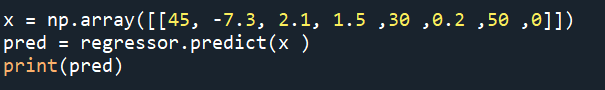 x = np.array([[45, -7.3, 2.1, 1.5 ,30 ,0.2 ,50 ,0]])
pred = regressor.predict(x )
print(pred)